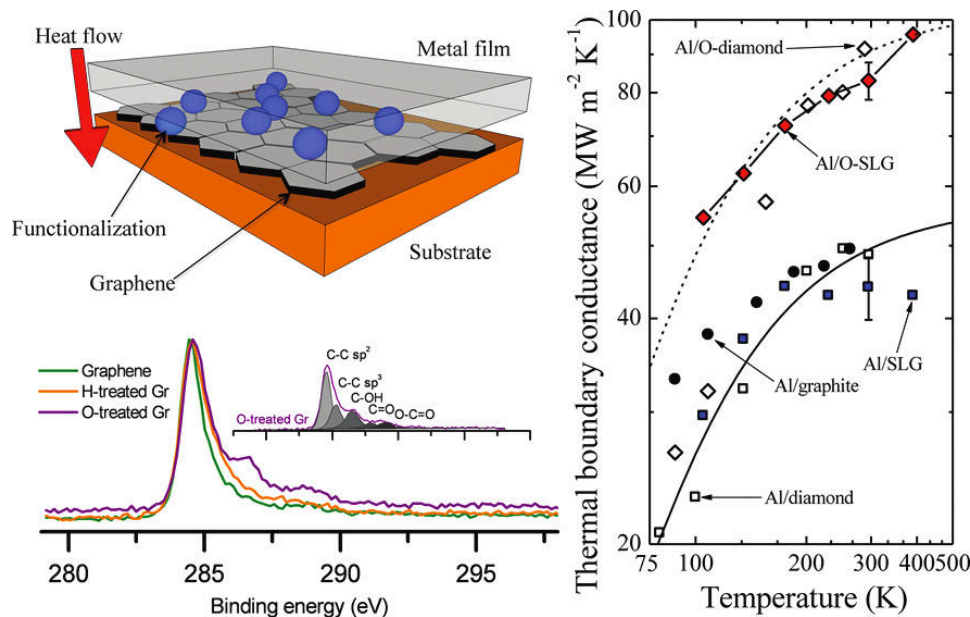 Heat flow
Metal film
Functionalization
Substrate
Graphene
Graphene
H-treated Gr
O-treated Gr
C-C sp²
C-C sp³
C-OH
C=O
O-C=O
O-treated Gr
280 285 290 295
Binding energy (eV)
Thermal boundary conductance (MW m⁻² K⁻¹)
100
80
60
40
20
Al/O-diamond
Al/O-SLG
Al/SLG
Al/graphite
Al/diamond
75 100 200 300 400 500
Temperature (K)